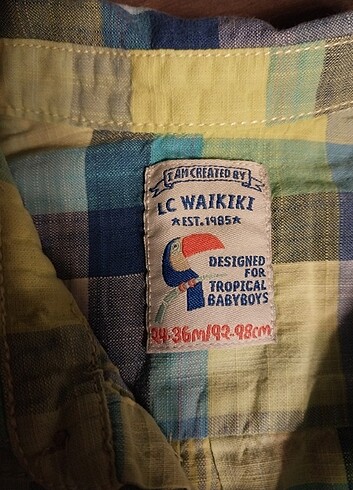 I AM CREATED BY
LC WAIKIKI
★EST.1985★
DESIGNED
FOR
TROPICAL
BABYBOYS
24-36m/92-98cm